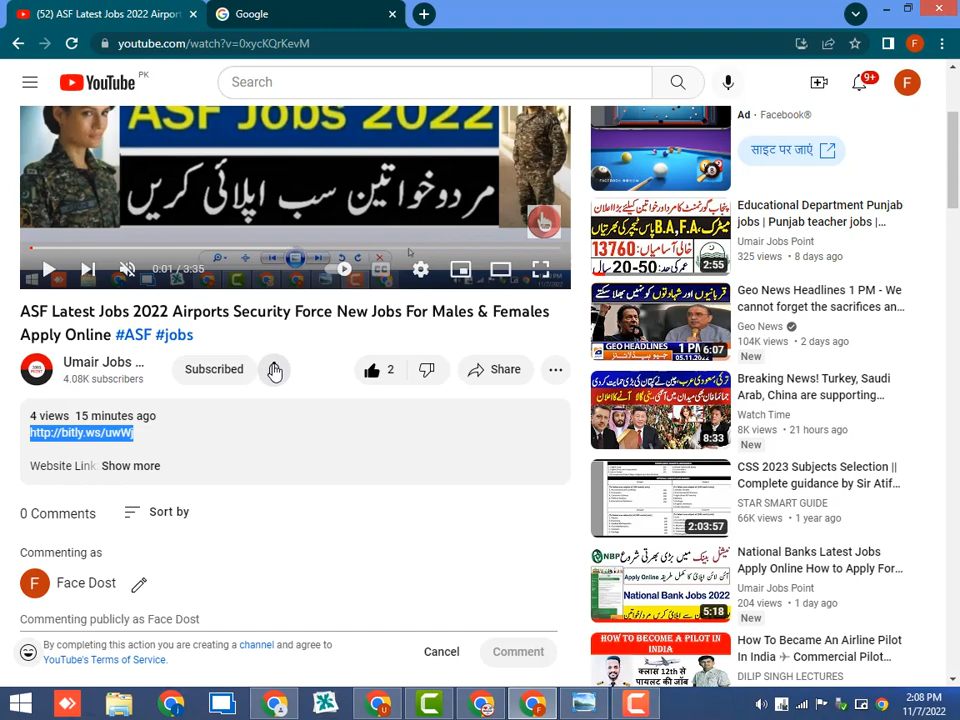 (52) ASF Latest Jobs 2022 Airport
Google
youtube.com/watch?v=0xycKQrKevM
F
YouTube PK
Search
9+
F
ASF Jobs 2022
مردوخواتین سب اپلائی کریں
0:01 / 3:35
ASF Latest Jobs 2022 Airports Security Force New Jobs For Males & Females
Apply Online #ASF #jobs
Umair Jobs ...
4.08K subscribers
Subscribed
2
Share
4 views 15 minutes ago
http://bitly.ws/uwWj
Website Link: Show more
0 Comments
Sort by
Commenting as
F
Face Dost
Commenting publicly as Face Dost
By completing this action you are creating a channel and agree to
YouTube's Terms of Service.
Cancel
Comment
Ad • Facebook®
साइट पर जाएं
Educational Department Punjab
jobs | Punjab teacher jobs |...
Umair Jobs Point
325 views • 8 days ago
13760
2:55
Geo News Headlines 1 PM - We
cannot forget the sacrifices an...
Geo News
104K views • 2 days ago
New
GEO HEADLINES 1 PM
6:07
Breaking News! Turkey, Saudi
Arab, China are supporting...
Watch Time
8K views • 21 hours ago
New
8:33
CSS 2023 Subjects Selection ||
Complete guidance by Sir Atif...
STAR SMART GUIDE
66K views • 1 year ago
2:03:57
National Banks Latest Jobs
Apply Online How to Apply For...
Umair Jobs Point
204 views • 1 day ago
New
NBP
National Bank Jobs 2022
5:18
How To Became An Airline Pilot
In India ✈ Commercial Pilot...
DILIP SINGH LECTURES
HOW TO BECOME A PILOT IN
INDIA
क्लास 12th से
2:08 PM
11/7/2022